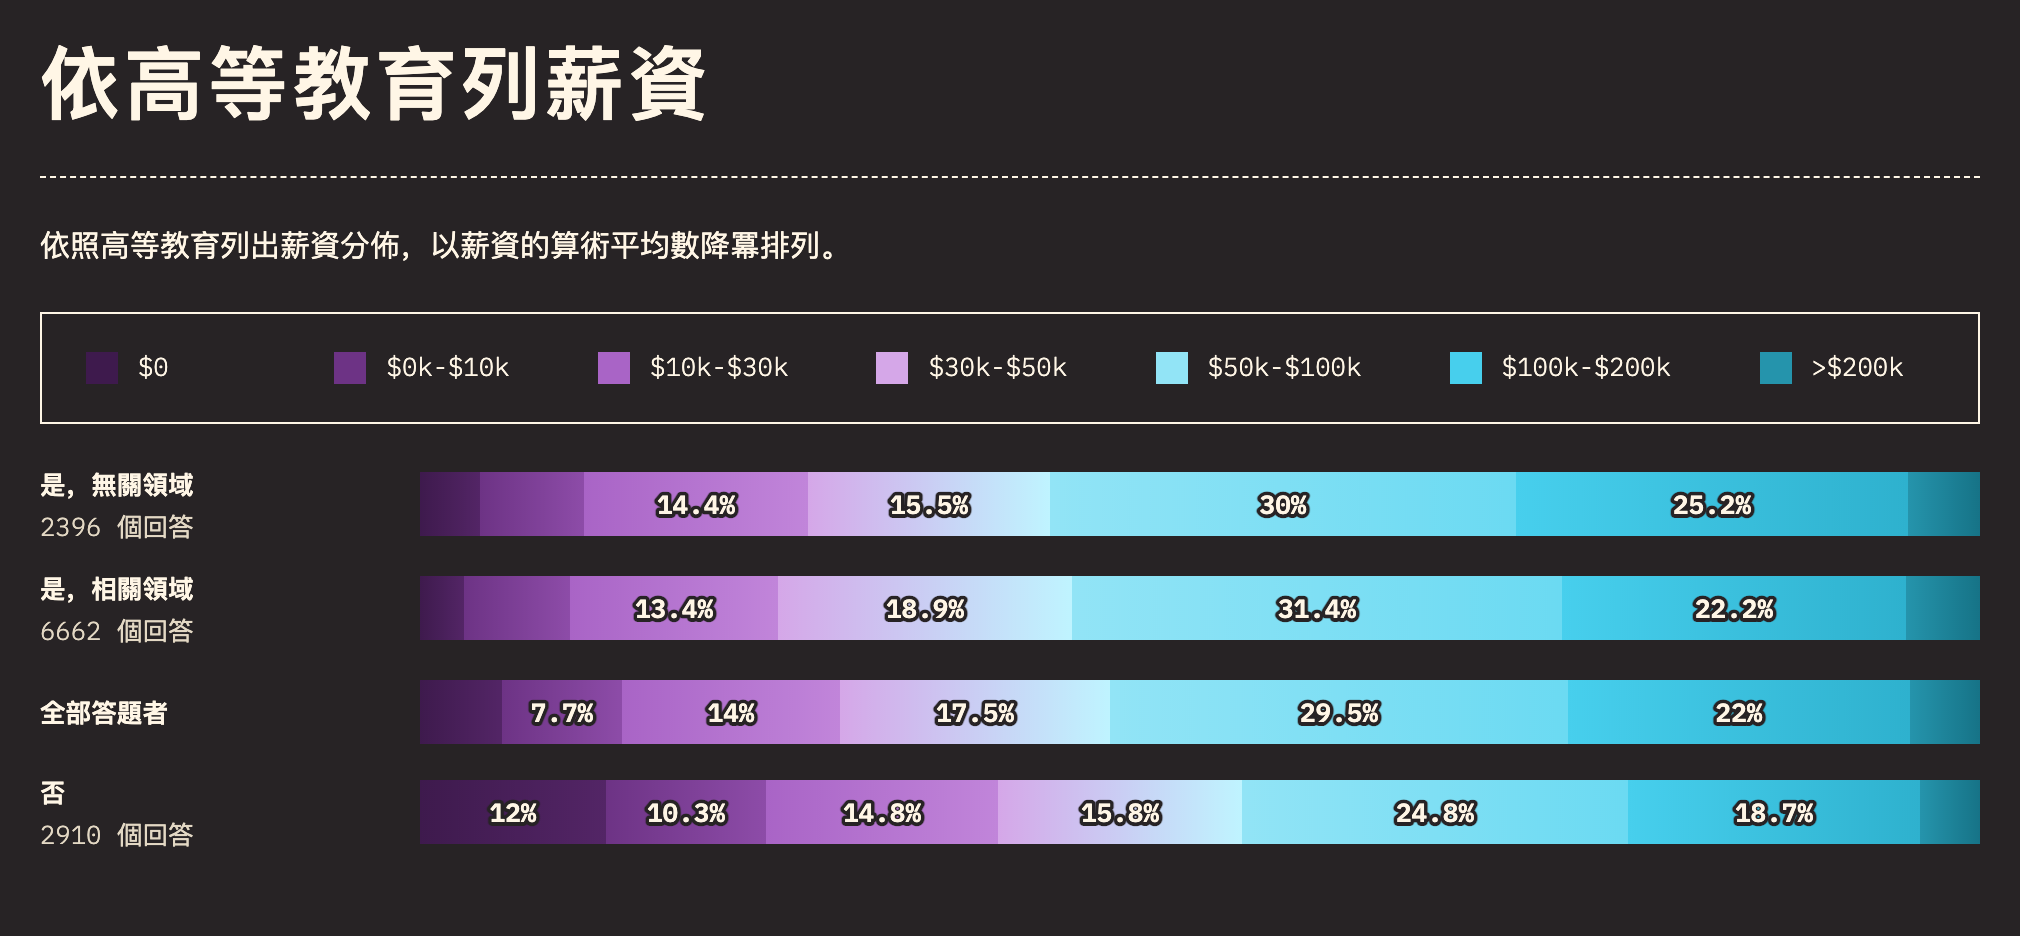 依高等教育列薪資
依照高等教育列出薪資分佈，以薪資的算術平均數降冪排列。
$0 $0k-$10k $10k-$30k $30k-$50k $50k-$100k $100k-$200k >$200k
是，無關領域
2396 個回答
14.4% 15.5% 30% 25.2%
是，相關領域
6662 個回答
13.4% 18.9% 31.4% 22.2%
全部答題者
7.7% 14% 17.5% 29.5% 22%
否
2910 個回答
12% 10.3% 14.8% 15.8% 24.8% 18.7%